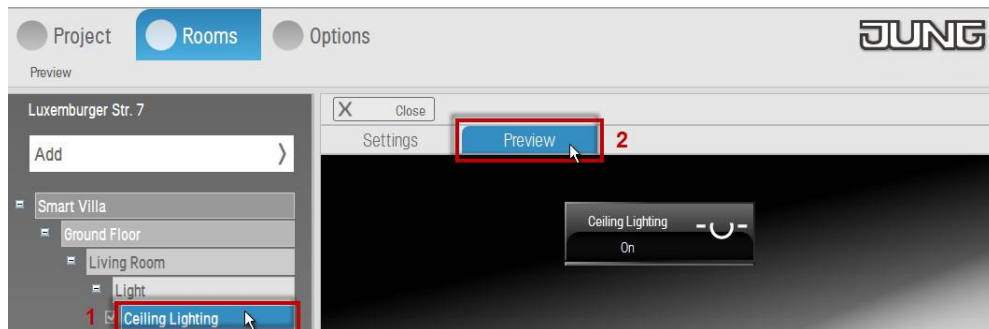 Project Rooms Options JUNG
Preview
Luxemburger Str. 7
Add
Smart Villa
Ground Floor
Living Room
Light
1 Ceiling Lighting
X Close
Settings Preview 2
Ceiling Lighting
On